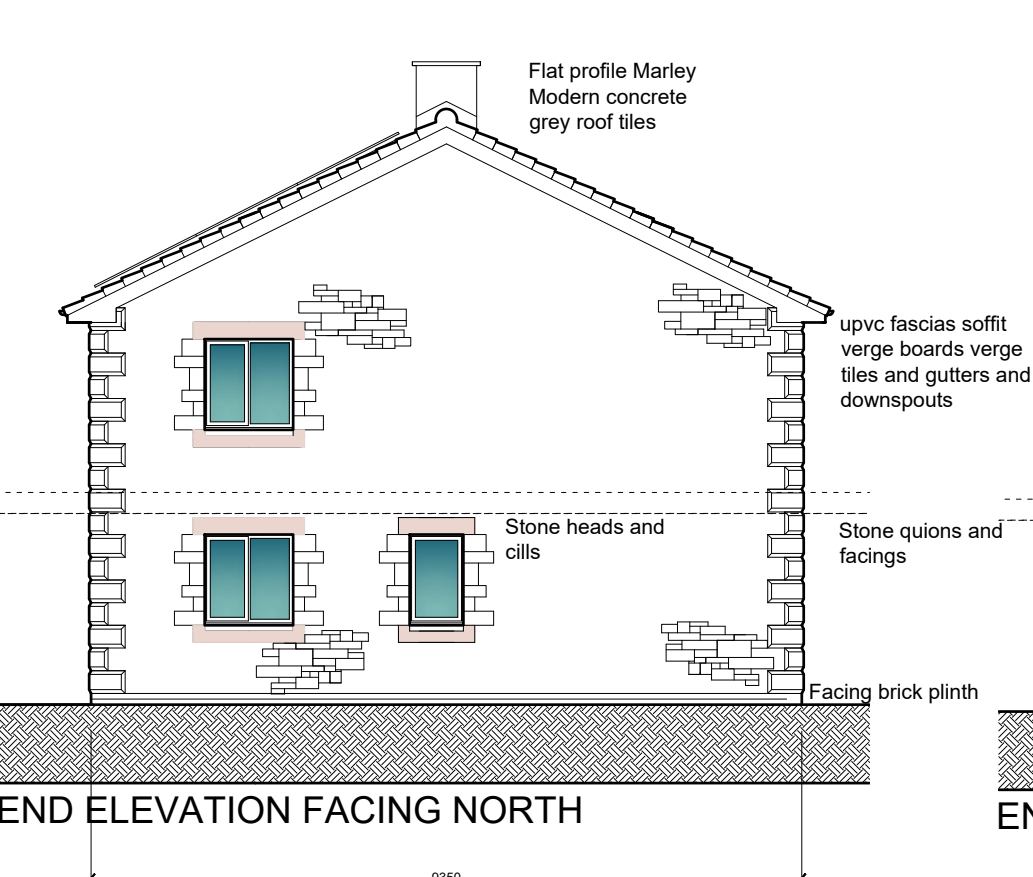 Flat profile Marley
Modern concrete
grey roof tiles
upvc fascias soffit
verge boards verge
tiles and gutters and
downspouts
Stone heads and
cills
Stone quions and
facings
Facing brick plinth
END ELEVATION FACING NORTH
EN
9350